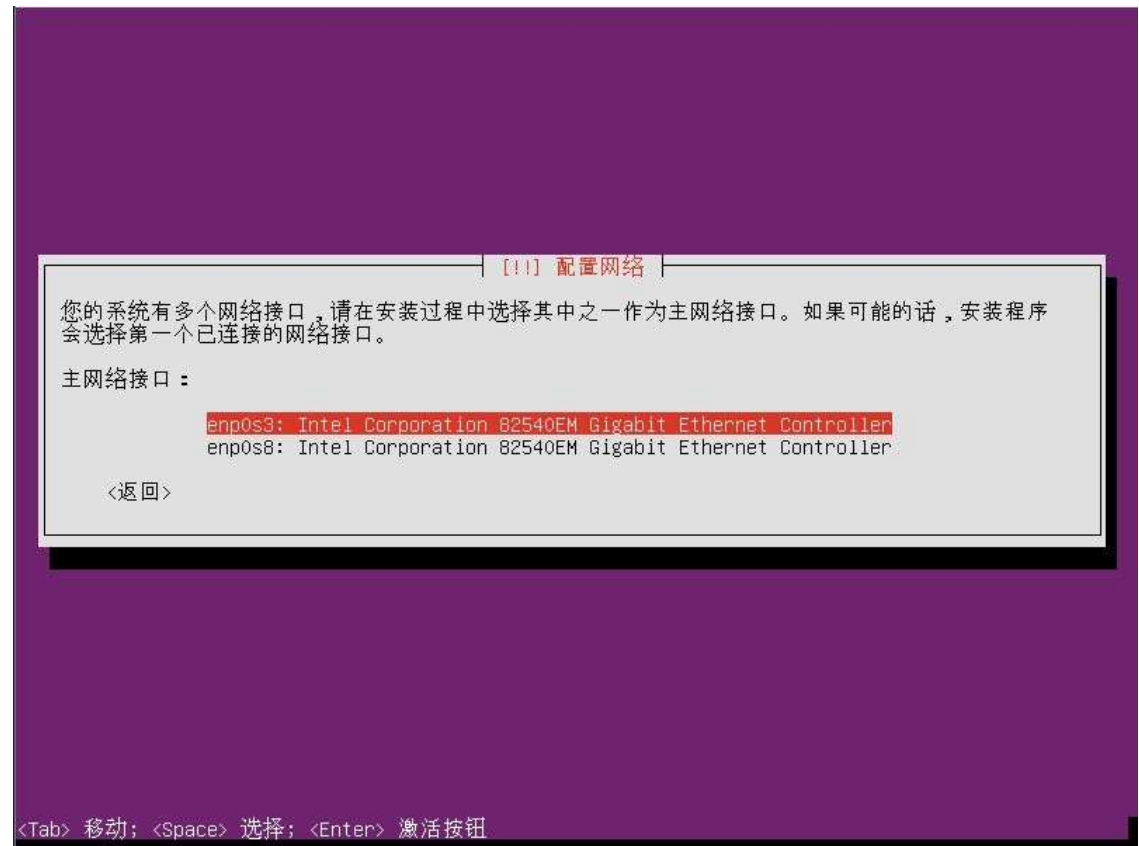 [!!] 配置网络
您的系统有多个网络接口,请在安装过程中选择其中之一作为主网络接口。如果可能的话,安装程序
会选择第一个已连接的网络接口。
主网络接口:
enp0s3: Intel Corporation 82540EM Gigabit Ethernet Controller
enp0s8: Intel Corporation 82540EM Gigabit Ethernet Controller
<返回>
<Tab> 移动; <Space> 选择; <Enter> 激活按钮